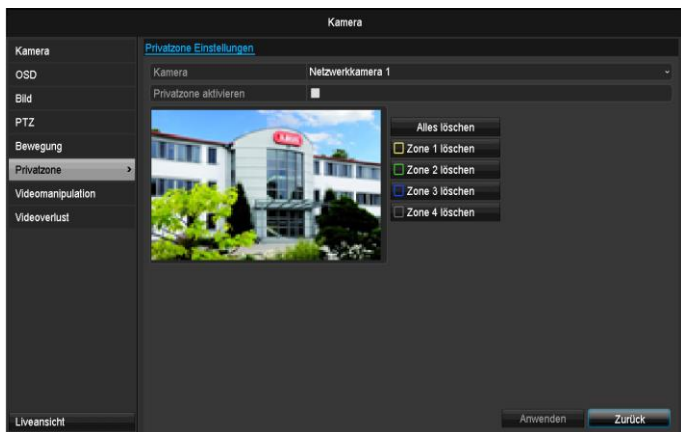 Kamera
Kamera
OSD
Bild
PTZ
Bewegung
Privatzone
Videomanipulation
Videoverlust
Liveansicht
Privatzone Einstellungen
Kamera Netzwerkkamera 1
Privatzone aktivieren
ABUS
Alles löschen
Zone 1 löschen
Zone 2 löschen
Zone 3 löschen
Zone 4 löschen
Anwenden Zurück